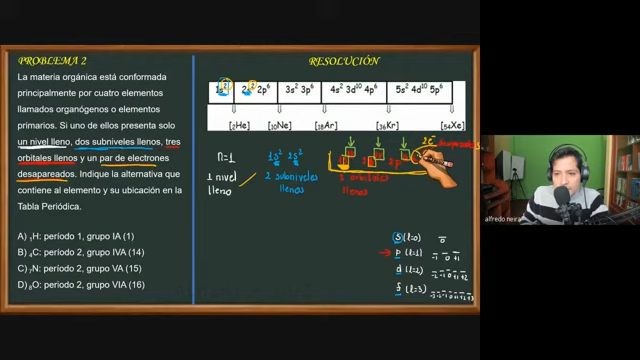 PROBLEMA 2
La materia orgánica está conformada
principalmente por cuatro elementos
llamados organógenos o elementos
primarios. Si uno de ellos presenta solo
un nivel lleno, dos subniveles llenos, tres
orbitales llenos y un par de electrones
desapareados. Indique la alternativa que
contiene al elemento y su ubicación en la
Tabla Periódica.
A) ₁H: período 1, grupo IA (1)
B) ₆C: período 2, grupo IVA (14)
C) ₇N: período 2, grupo VA (15)
D) ₈O: período 2, grupo VIA (16)
RESOLUCIÓN
1s² 2s² 2p⁶ 3s² 3p⁶ 4s² 3d¹⁰ 4p⁶ 5s² 4d¹⁰ 5p⁶
[₂He] [₁₀Ne] [₁₈Ar] [₃₆Kr] [₅₄Xe]
n=1
1 nivel
lleno
1s² 2s²
2 subniveles
llenos
3 orbitales
llenos
2e⁻
s (l=0) 0
p (l=1) -1 0 +1
d (l=2) -2 -1 0 +1 +2
f (l=3) -3 -2 -1 0 +1 +2 +3
alfredo neira